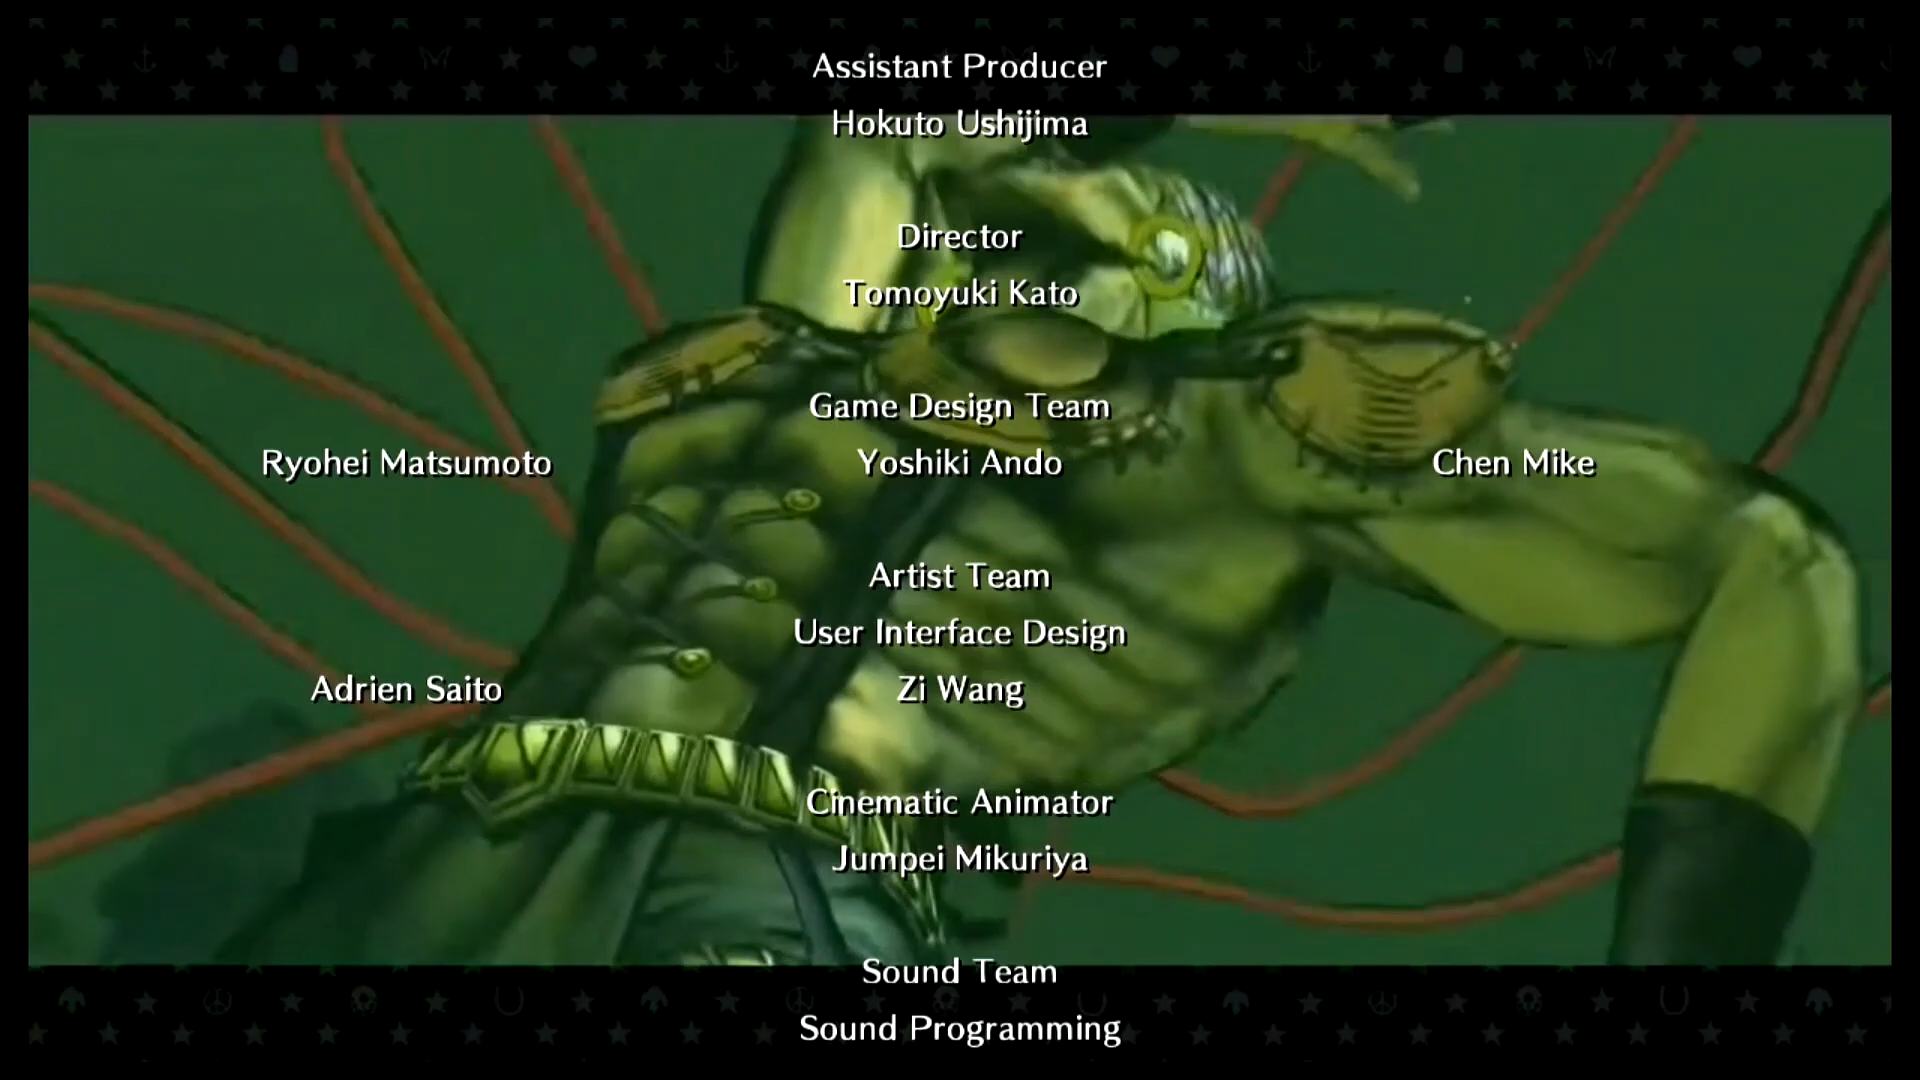 Assistant Producer
Hokuto Ushijima
Director
Tomoyuki Kato
Game Design Team
Ryohei Matsumoto Yoshiki Ando Chen Mike
Artist Team
User Interface Design
Adrien Saito Zi Wang
Cinematic Animator
Jumpei Mikuriya
Sound Team
Sound Programming